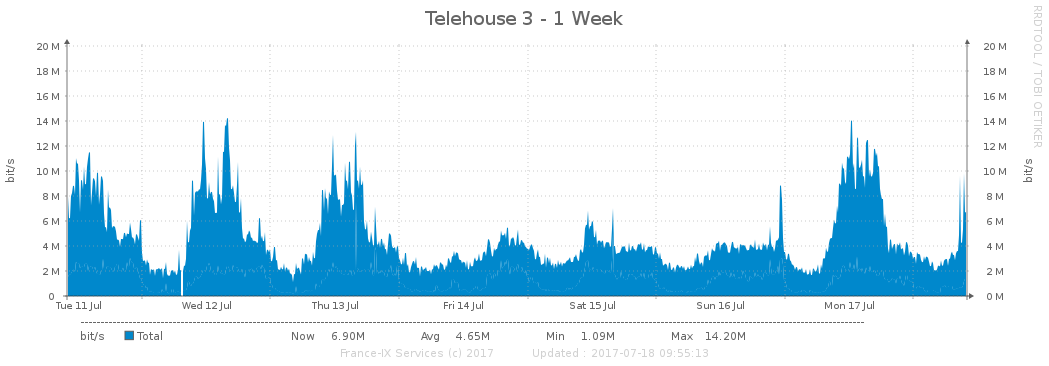 Telehouse 3 - 1 Week
RRDTOOL / TOBI OETIKER
20 M 20 M
18 M 18 M
16 M 16 M
14 M 14 M
12 M 12 M
10 M 10 M
8 M 8 M
6 M 6 M
4 M 4 M
2 M 2 M
0 0 M
bit/s bit/s
Tue 11 Jul Wed 12 Jul Thu 13 Jul Fri 14 Jul Sat 15 Jul Sun 16 Jul Mon 17 Jul
bit/s Total Now 6.90M Avg 4.65M Min 1.09M Max 14.20M
France-IX Services (c) 2017 Updated : 2017-07-18 09:55:13